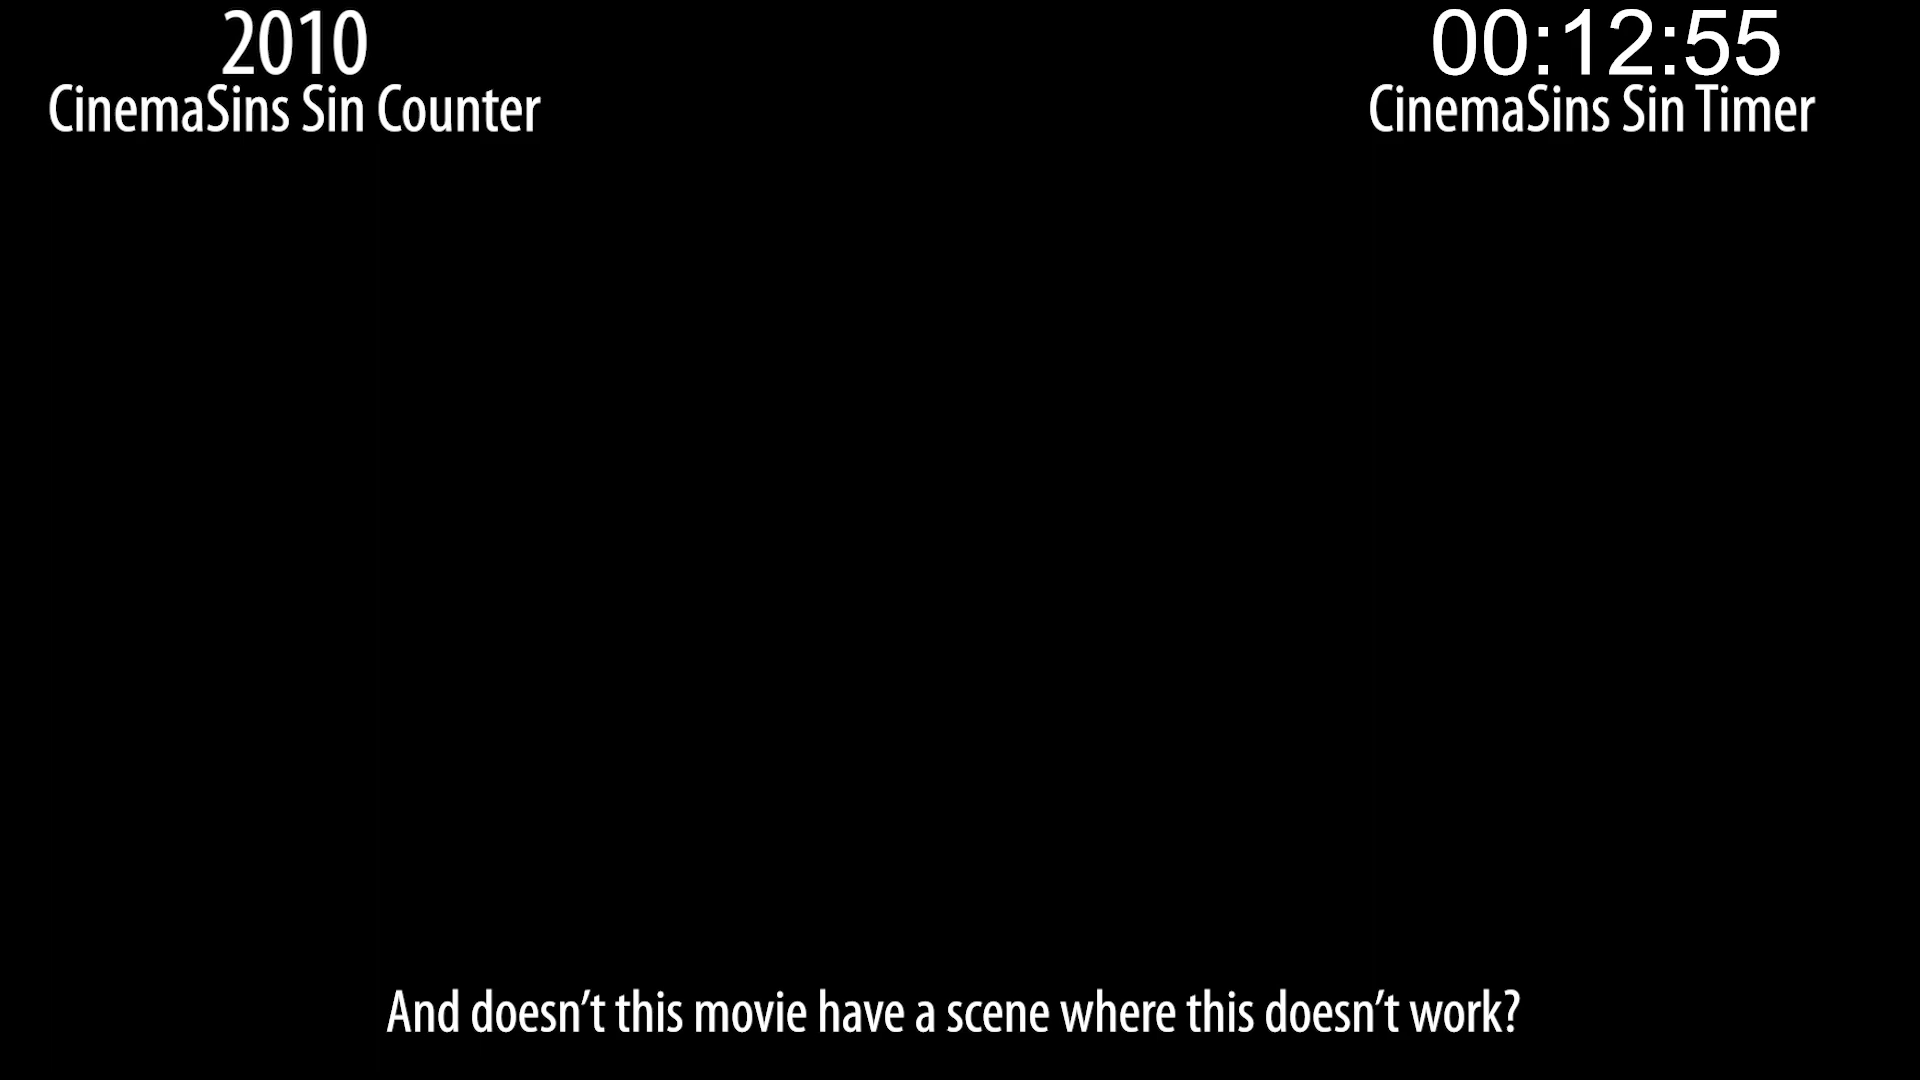 2010
CinemaSins Sin Counter
00:12:55
CinemaSins Sin Timer
And doesn’t this movie have a scene where this doesn’t work?